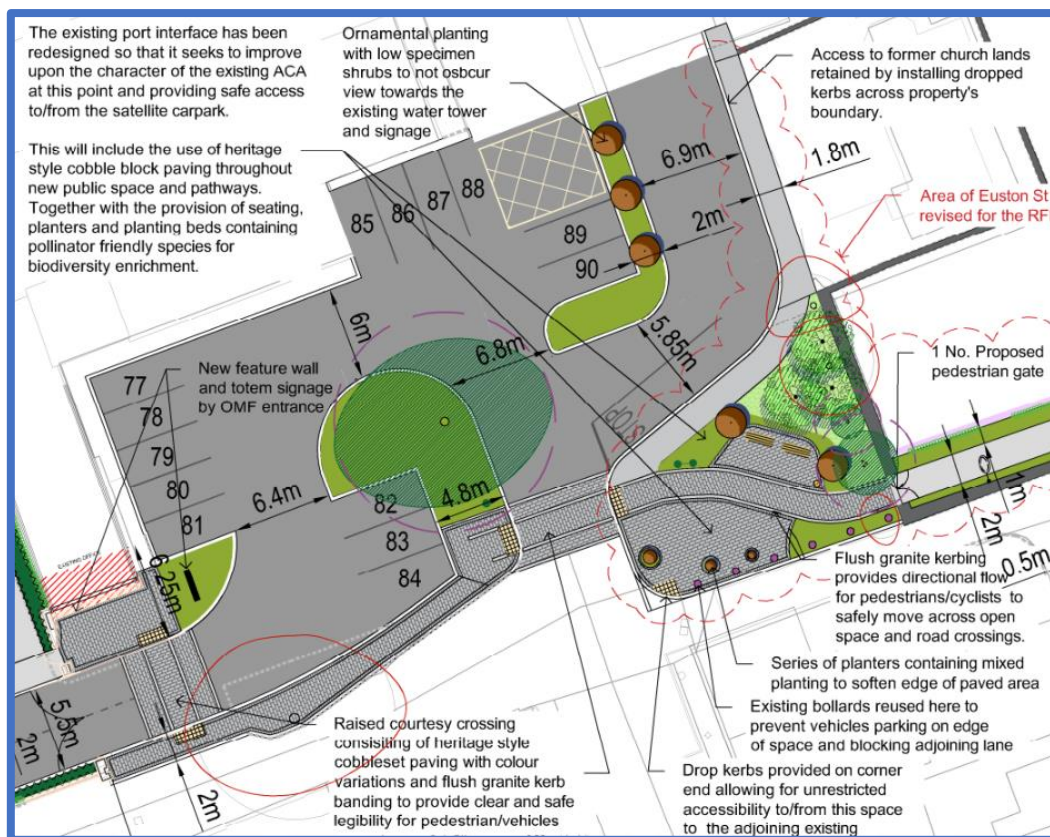 The existing port interface has been
redesigned so that it seeks to improve
upon the character of the existing ACA
at this point and providing safe access
to/from the satellite carpark.
This will include the use of heritage
style cobble block paving throughout
new public space and pathways.
Together with the provision of seating,
planters and planting beds containing
pollinator friendly species for
biodiversity enrichment.
Ornamental planting
with low specimen
shrubs to not osbcur
view towards the
existing water tower
and signage
Access to former church lands
retained by installing dropped
kerbs across property's
boundary.
1.8m
6.9m
2m
Area of Euston St
revised for the RF
85
86
87
88
89
90
6m
6.8m
5.85m
1 No. Proposed
pedestrian gate
New feature wall
and totem signage
by OMF entrance
77
78
79
80
81
82
83
84
6.4m
4.8m
STOP
EXISTING OFFICE
6.25m
1m
2m
0.5m
Flush granite kerbing
provides directional flow
for pedestrians/cyclists to
safely move across open
space and road crossings.
Series of planters containing mixed
planting to soften edge of paved area
Existing bollards reused here to
prevent vehicles parking on edge
of space and blocking adjoining lane
Drop kerbs provided on corner
end allowing for unrestricted
accessibility to/from this space
to the adjoining existing
5.5m
2m
2m
Raised courtesy crossing
consisiting of heritage style
cobbleset paving with colour
variations and flush granite kerb
banding to provide clear and safe
legibility for pedestrian/vehicles